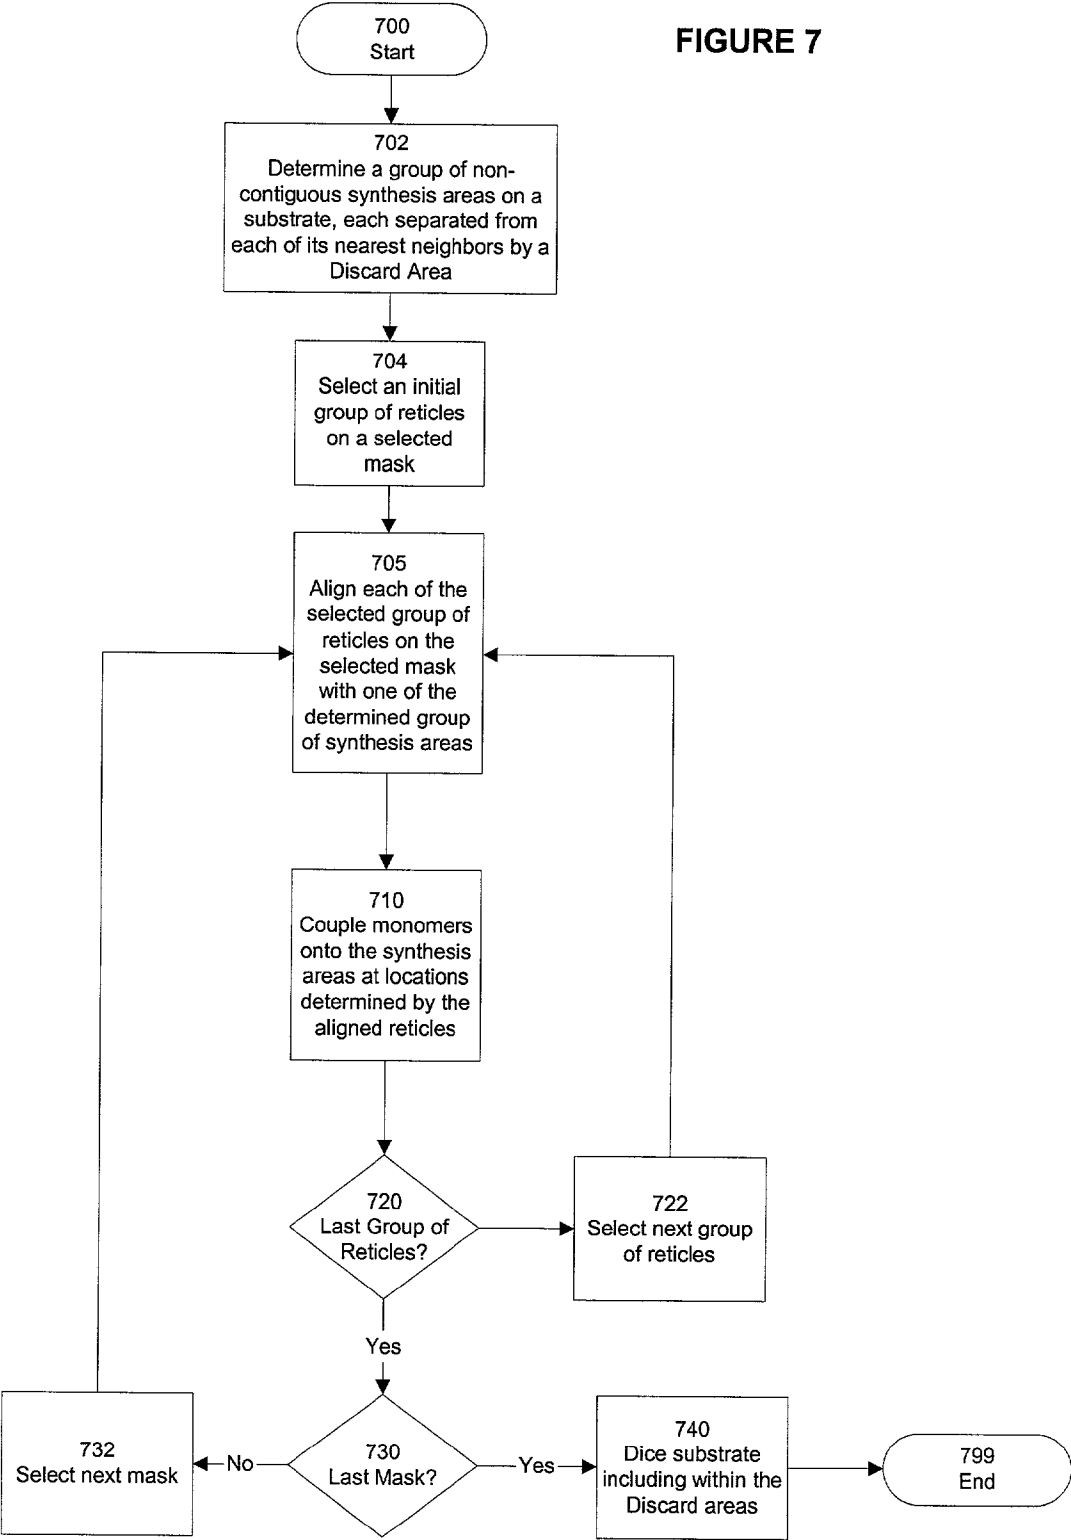 FIGURE 7
700
Start
702
Determine a group of non-
contiguous synthesis areas on a
substrate, each separated from
each of its nearest neighbors by a
Discard Area
704
Select an initial
group of reticles
on a selected
mask
705
Align each of the
selected group of
reticles on the
selected mask
with one of the
determined group
of synthesis areas
710
Couple monomers
onto the synthesis
areas at locations
determined by the
aligned reticles
720
Last Group of
Reticles?
722
Select next group
of reticles
Yes
730
Last Mask?
No
732
Select next mask
Yes
740
Dice substrate
including within the
Discard areas
799
End